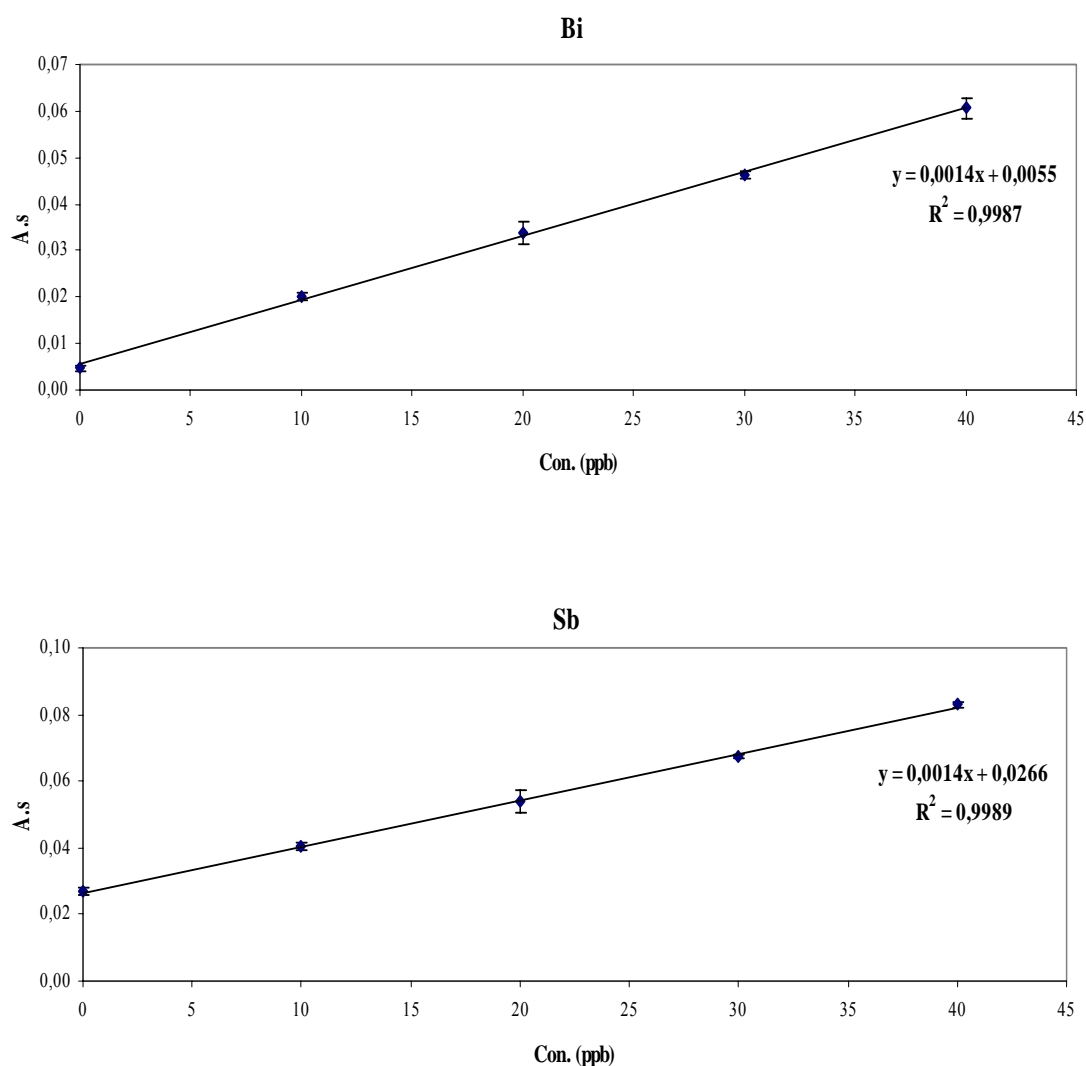 Bi
0,07
0,06
0,05
0,04
0,03
0,02
0,01
0,00
A .s
y = 0,0014x + 0,0055
R² = 0,9987
0 5 10 15 20 25 30 35 40 45
Con. (ppb)
Sb
0,10
0,08
0,06
0,04
0,02
0,00
A .s
y = 0,0014x + 0,0266
R² = 0,9989
0 5 10 15 20 25 30 35 40 45
Con. (ppb)